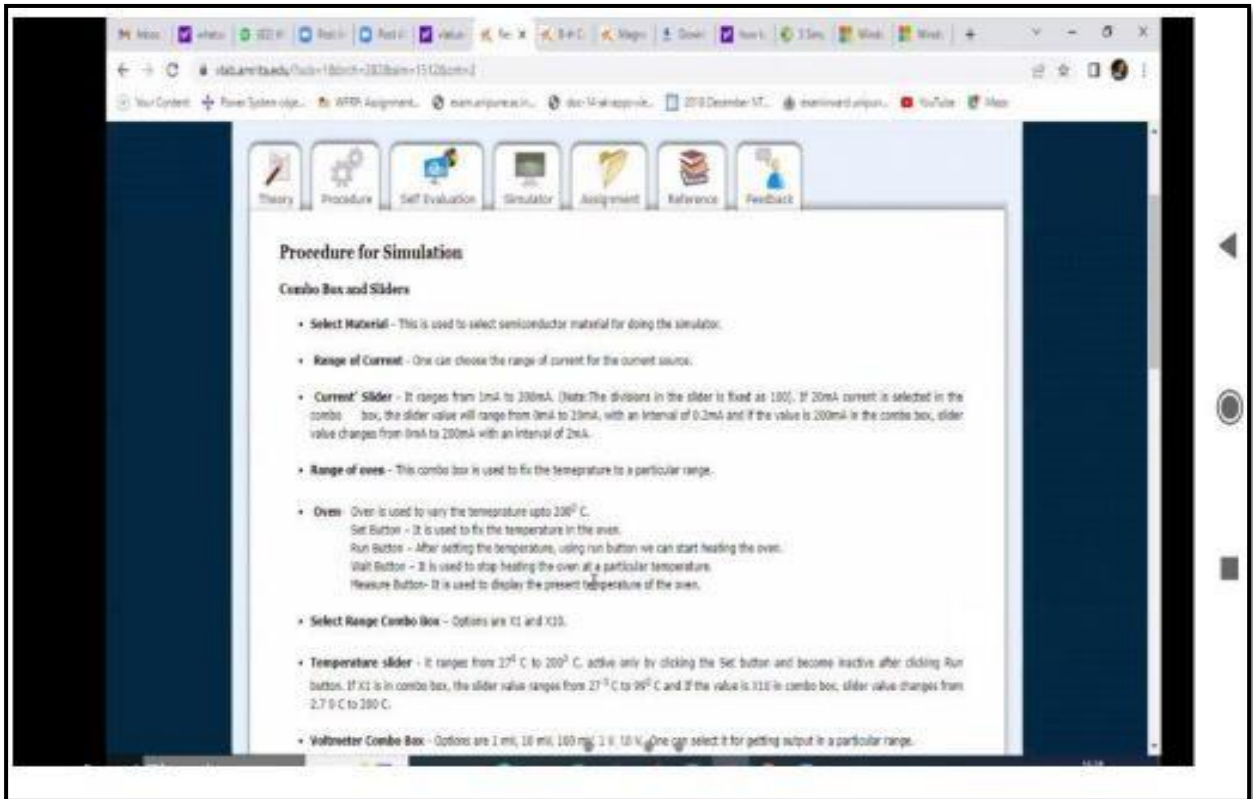 Inbox
YouTube
Maps
Theory
Procedure
Self Evaluation
Simulator
Assignment
Reference
Feedback
Procedure for Simulation
Combo Box and Sliders
• Select Material - This is used to select semiconductor material for doing the simulator.
• Range of Current - One can choose the range of current for the current source.
• Current' Slider - It ranges from 1mA to 200mA. (Note:The divisions in the slider is fixed as 100). If 20mA current is selected in the
combo box, the slider value will range from 0mA to 20mA, with an interval of 0.2mA and if the value is 200mA in the combo box, slider
value changes from 0mA to 200mA with an interval of 2mA.
• Range of oven - This combo box is used to fix the temeprature to a particular range.
• Oven- Oven is used to vary the temeprature upto 200⁰ C.
Set Button - It is used to fix the temperature in the oven.
Run Button - After setting the temperature, using run button we can start heating the oven.
Wait Button - It is used to stop heating the oven at a particular temperature.
Measure Button- It is used to display the present temperature of the oven.
• Select Range Combo Box - Options are X1 and X10.
• Temperature slider - It ranges from 27⁰ C to 200⁰ C. active only by clicking the Set button and become inactive after clicking Run
button. If X1 is in combo box, the slider value ranges from 27 ⁰ C to 99⁰ C and if the value is X10 in combo box, slider value changes from
2.7 0 C to 200 C.
• Voltmeter Combo Box - Options are 1 mV, 10 mV, 100 mV, 1 V, 10 V. One can select it for getting output in a particular range.